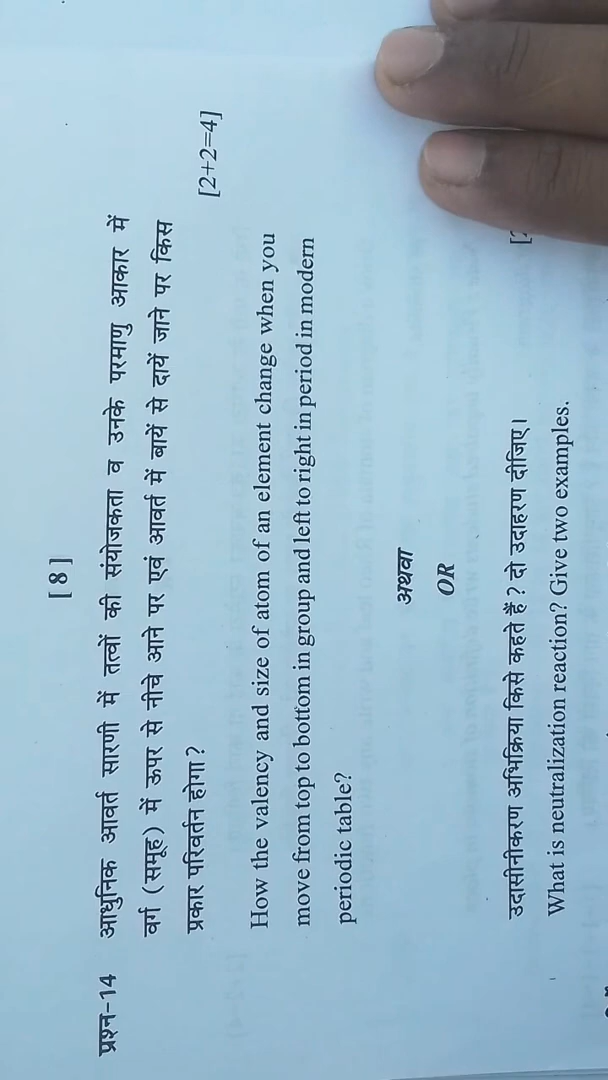 [ 8 ]
प्रश्न-14 आधुनिक आवर्त सारणी में तत्वों की संयोजकता व उनके परमाणु आकार में
वर्ग (समूह) में ऊपर से नीचे आने पर एवं आवर्त में बायें से दायें जाने पर किस
प्रकार परिवर्तन होगा? [2+2=4]
How the valency and size of atom of an element change when you
move from top to bottom in group and left to right in period in modern
periodic table?
अथवा
OR
उदासीनीकरण अभिक्रिया किसे कहते हैं? दो उदाहरण दीजिए।
What is neutralization reaction? Give two examples.